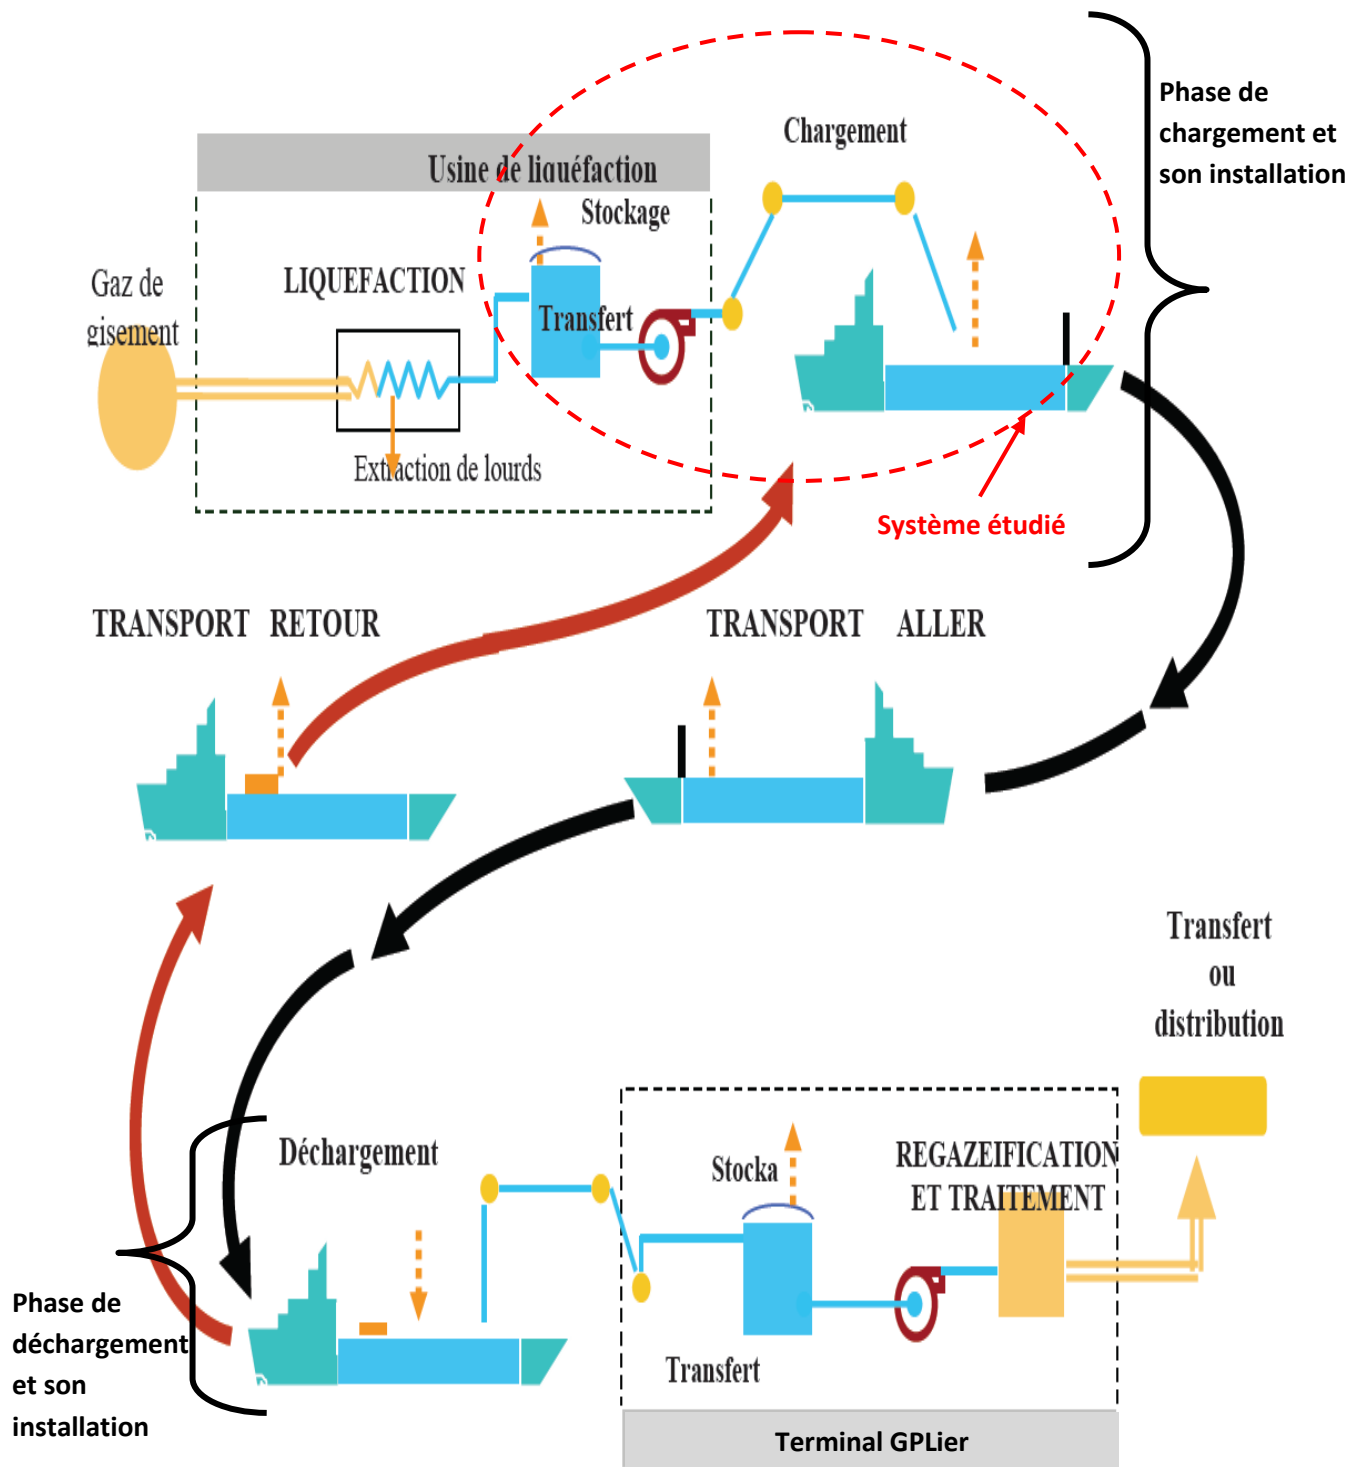 Phase de
chargement et
son installation
Chargement
Usine de liquéfaction
Stockage
LIQUEFACTION
Gaz de
gisement
Transfert
Extraction de lourds
Système étudié
TRANSPORT RETOUR
TRANSPORT ALLER
Transfert
ou
distribution
Déchargement
Stocka
REGAZEIFICATION
ET TRAITEMENT
Phase de
déchargement
et son
installation
Transfert
Terminal GPLier